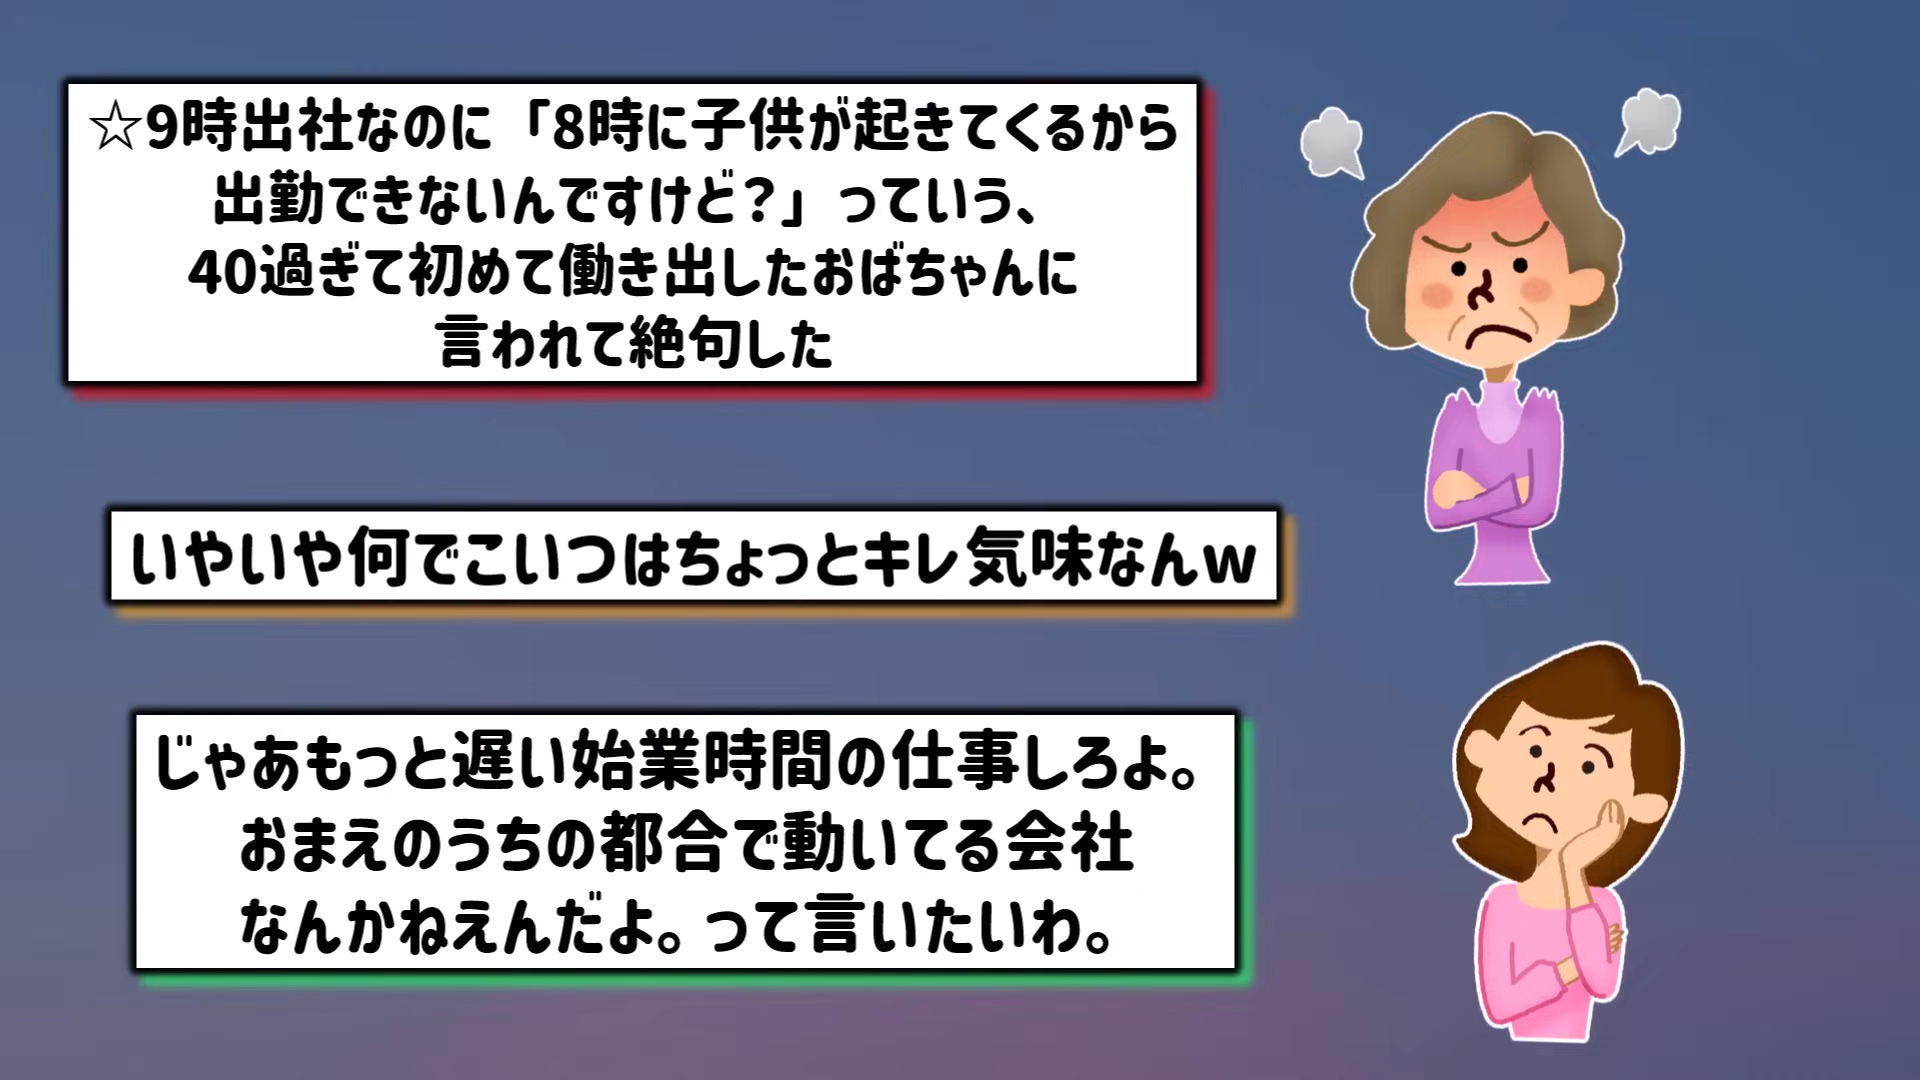 ☆9時出社なのに「8時に子供が起きてくるから
出勤できないんですけど？」っていう、
40過ぎて初めて働き出したおばちゃんに
言われて絶句した
いやいや何でこいつはちょっとキレ気味なんw
じゃあもっと遅い始業時間の仕事しろよ。
おまえのうちの都合で動いてる会社
なんかねえんだよ。って言いたいわ。